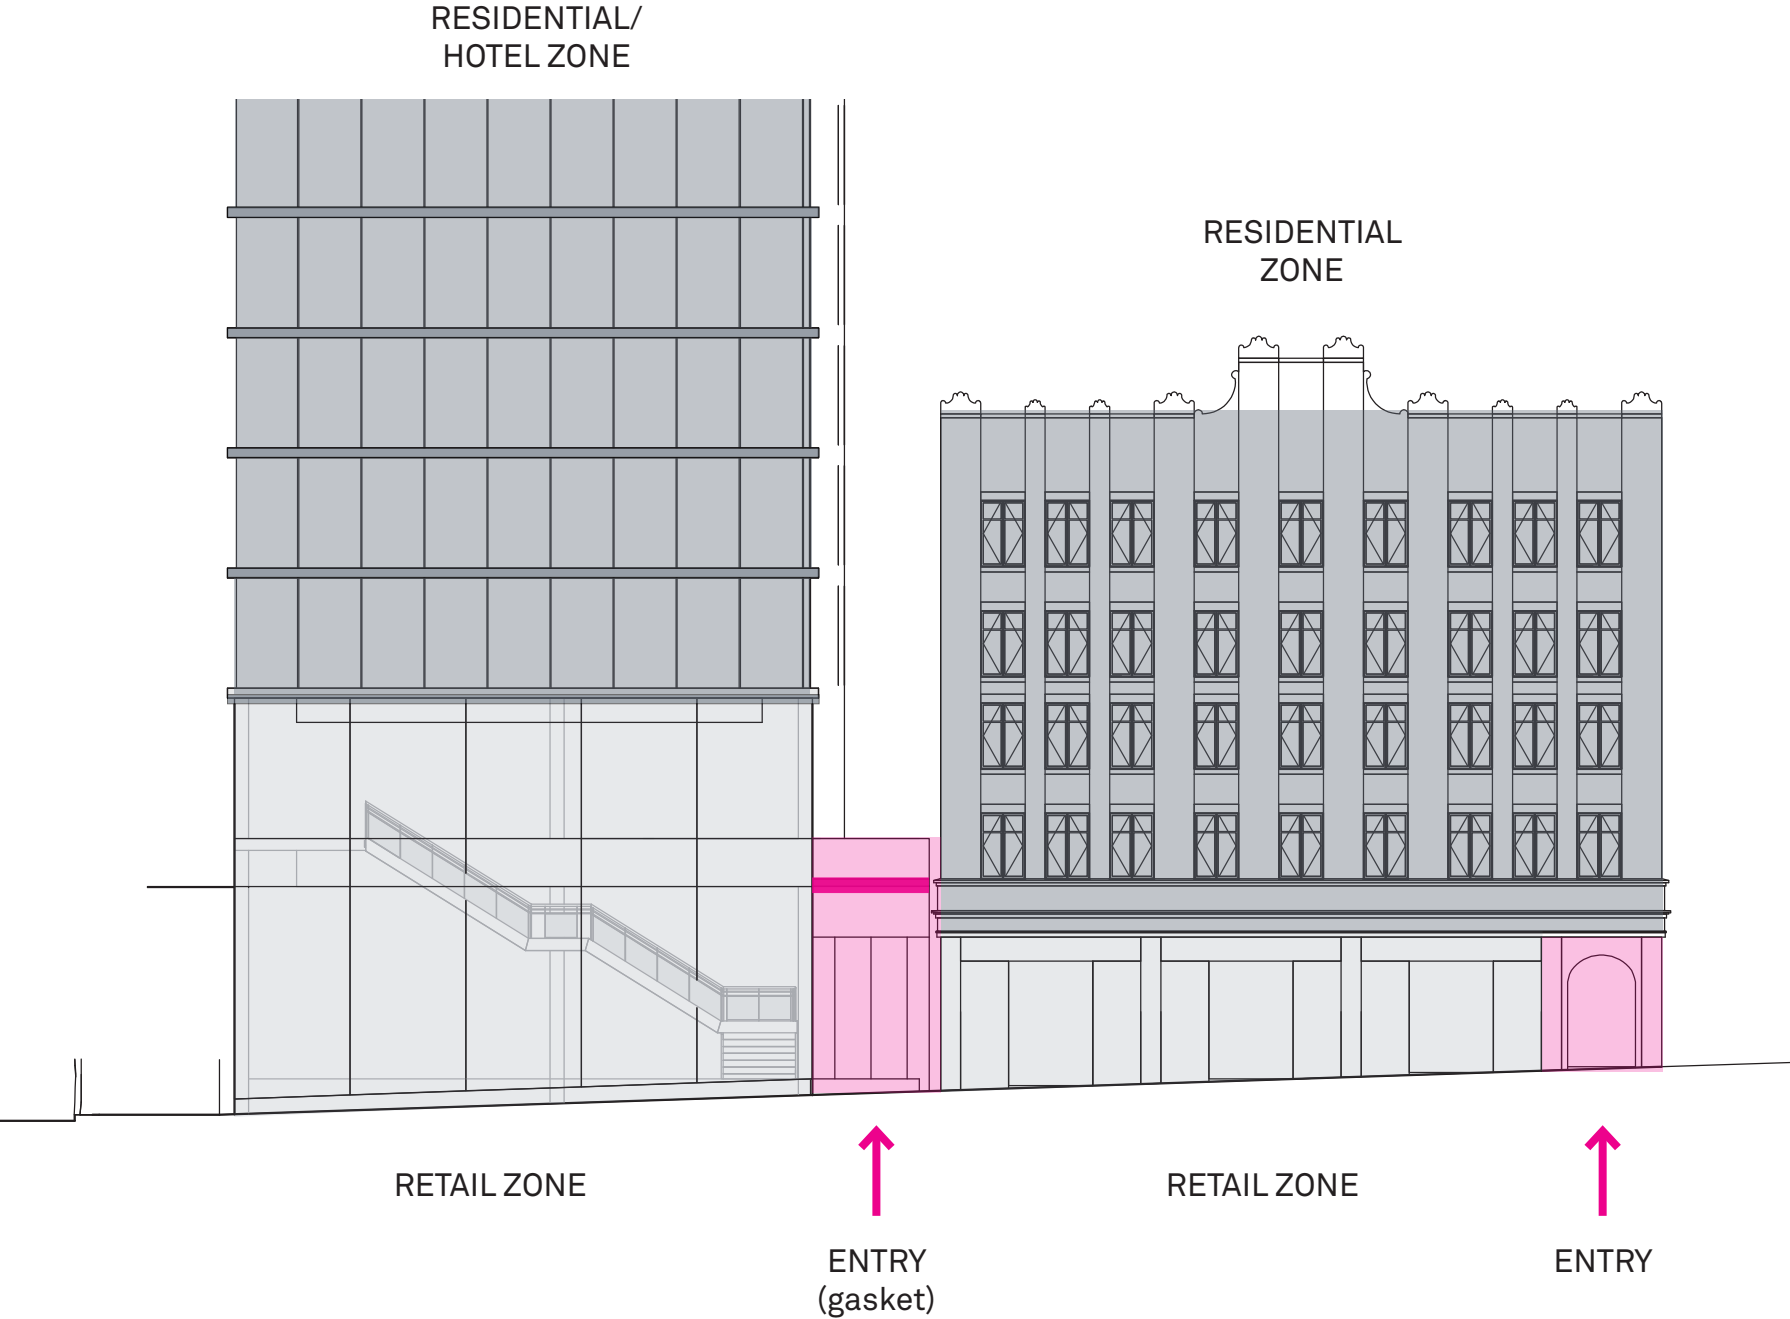 RESIDENTIAL/
HOTEL ZONE
RESIDENTIAL
ZONE
RETAIL ZONE
RETAIL ZONE
ENTRY
(gasket)
ENTRY